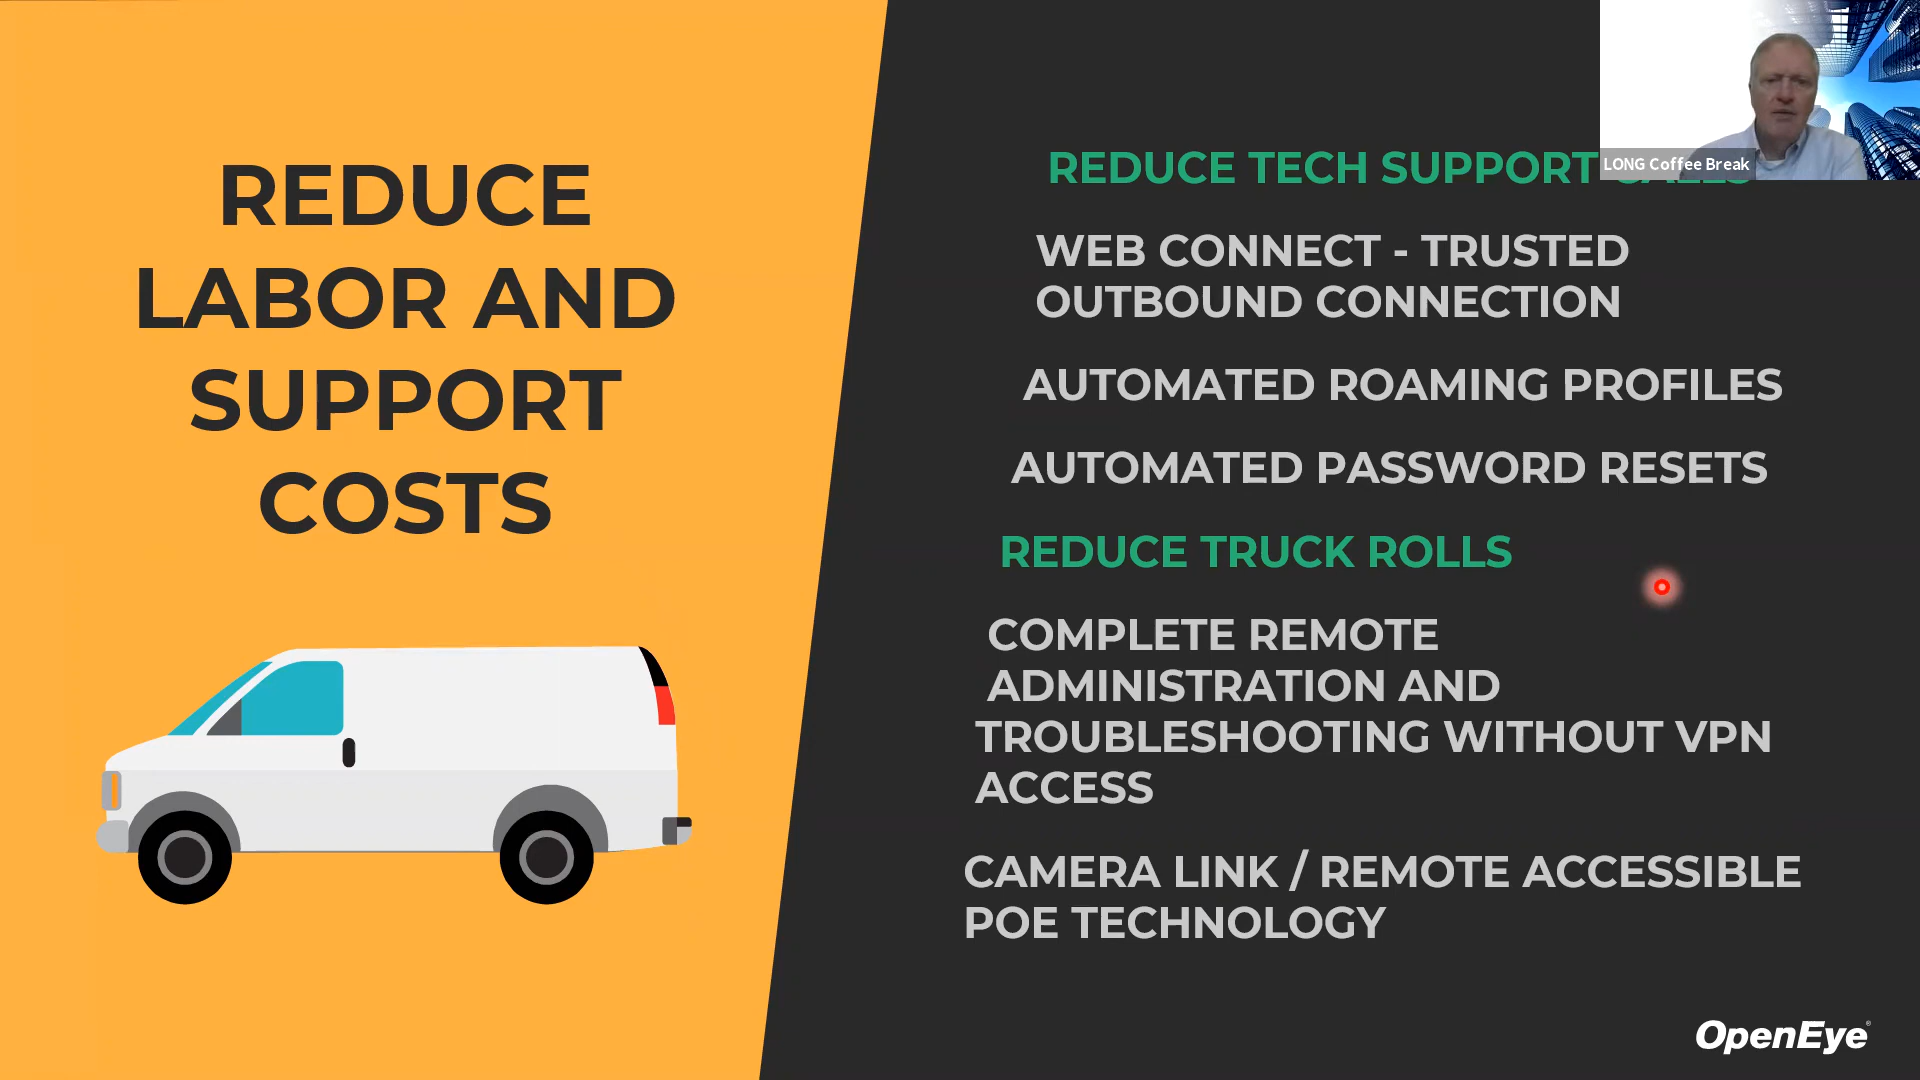 REDUCE
LABOR AND
SUPPORT
COSTS
REDUCE TECH SUPPORT
LONG Coffee Break
WEB CONNECT - TRUSTED
OUTBOUND CONNECTION
AUTOMATED ROAMING PROFILES
AUTOMATED PASSWORD RESETS
REDUCE TRUCK ROLLS
COMPLETE REMOTE
ADMINISTRATION AND
TROUBLESHOOTING WITHOUT VPN
ACCESS
CAMERA LINK / REMOTE ACCESSIBLE
POE TECHNOLOGY
OpenEye®